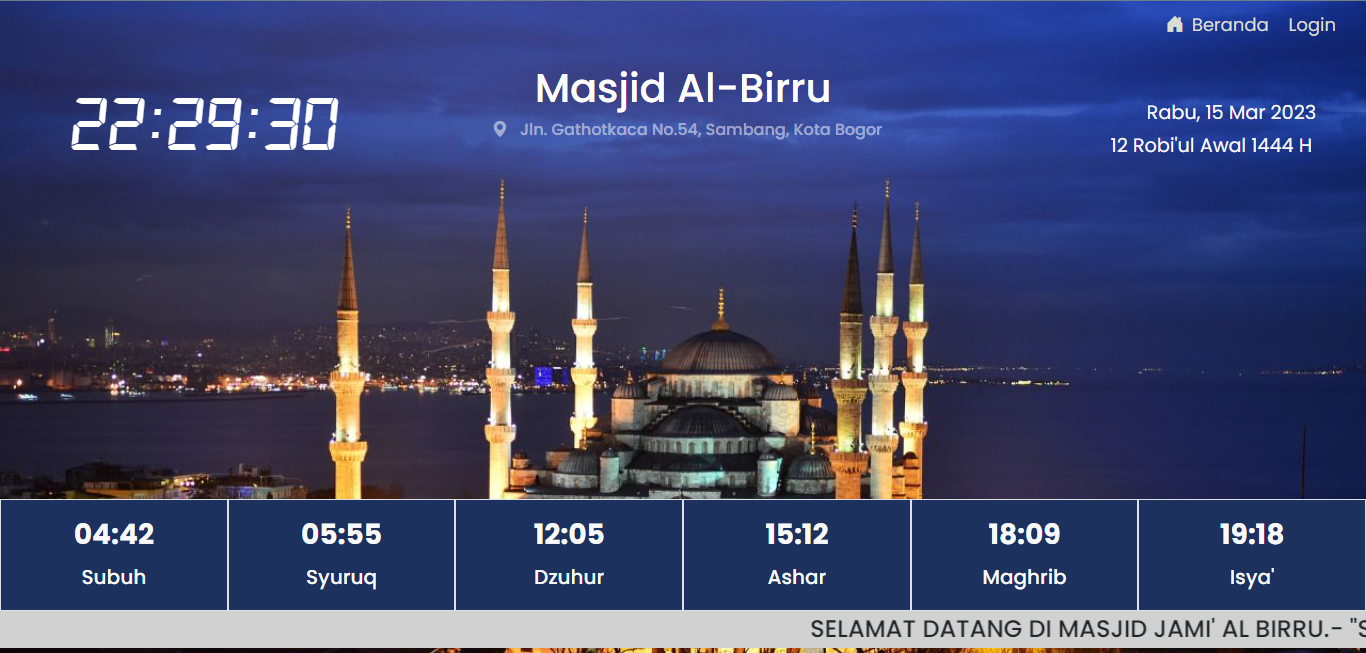 Beranda Login
22:29:30
Masjid Al-Birru
Jln. Gathotkaca No.54, Sambang, Kota Bogor
Rabu, 15 Mar 2023
12 Robi'ul Awal 1444 H
04:42 05:55 12:05 15:12 18:09 19:18
Subuh Syuruq Dzuhur Ashar Maghrib Isya'
SELAMAT DATANG DI MASJID JAMI' AL BIRRU.- "